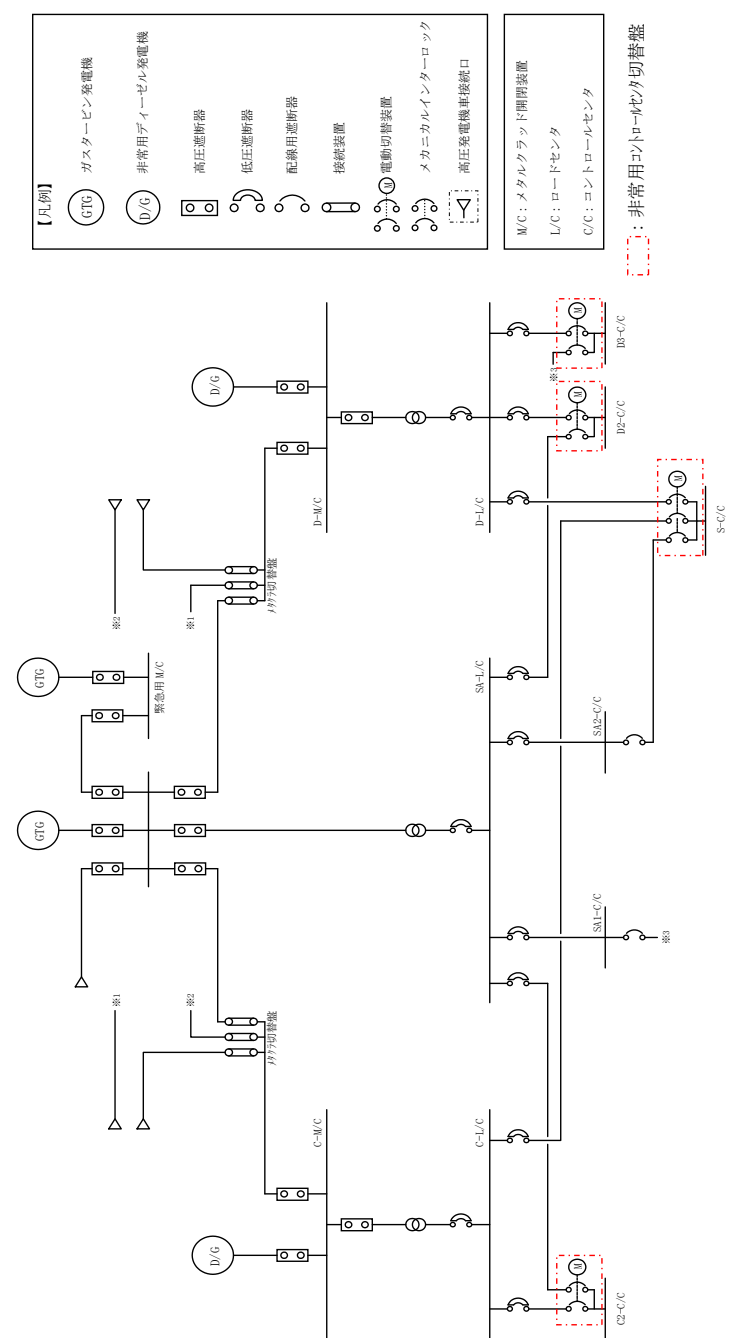 【凡例】
GTG
ガスタービン発電機
D/G
非常用ディーゼル発電機
高圧遮断器
低圧遮断器
配線用遮断器
接続装置
M
電動切替装置
メカニカルインターロック
高圧発電機車接続口
M/C：メタルクラッド開閉装置
L/C：ロードセンタ
C/C：コントロールセンタ
：非常用コントロールセンタ切替盤
GTG
GTG
緊急用 M/C
※1
※2
メタクラ切替盤
※2
※1
メタクラ切替盤
D/G
C-M/C
D/G
D-M/C
C-L/C
SA-L/C
D-L/C
M
C2-C/C
SA1-C/C
※3
SA2-C/C
M
D2-C/C
※3
M
D3-C/C
M
S-C/C